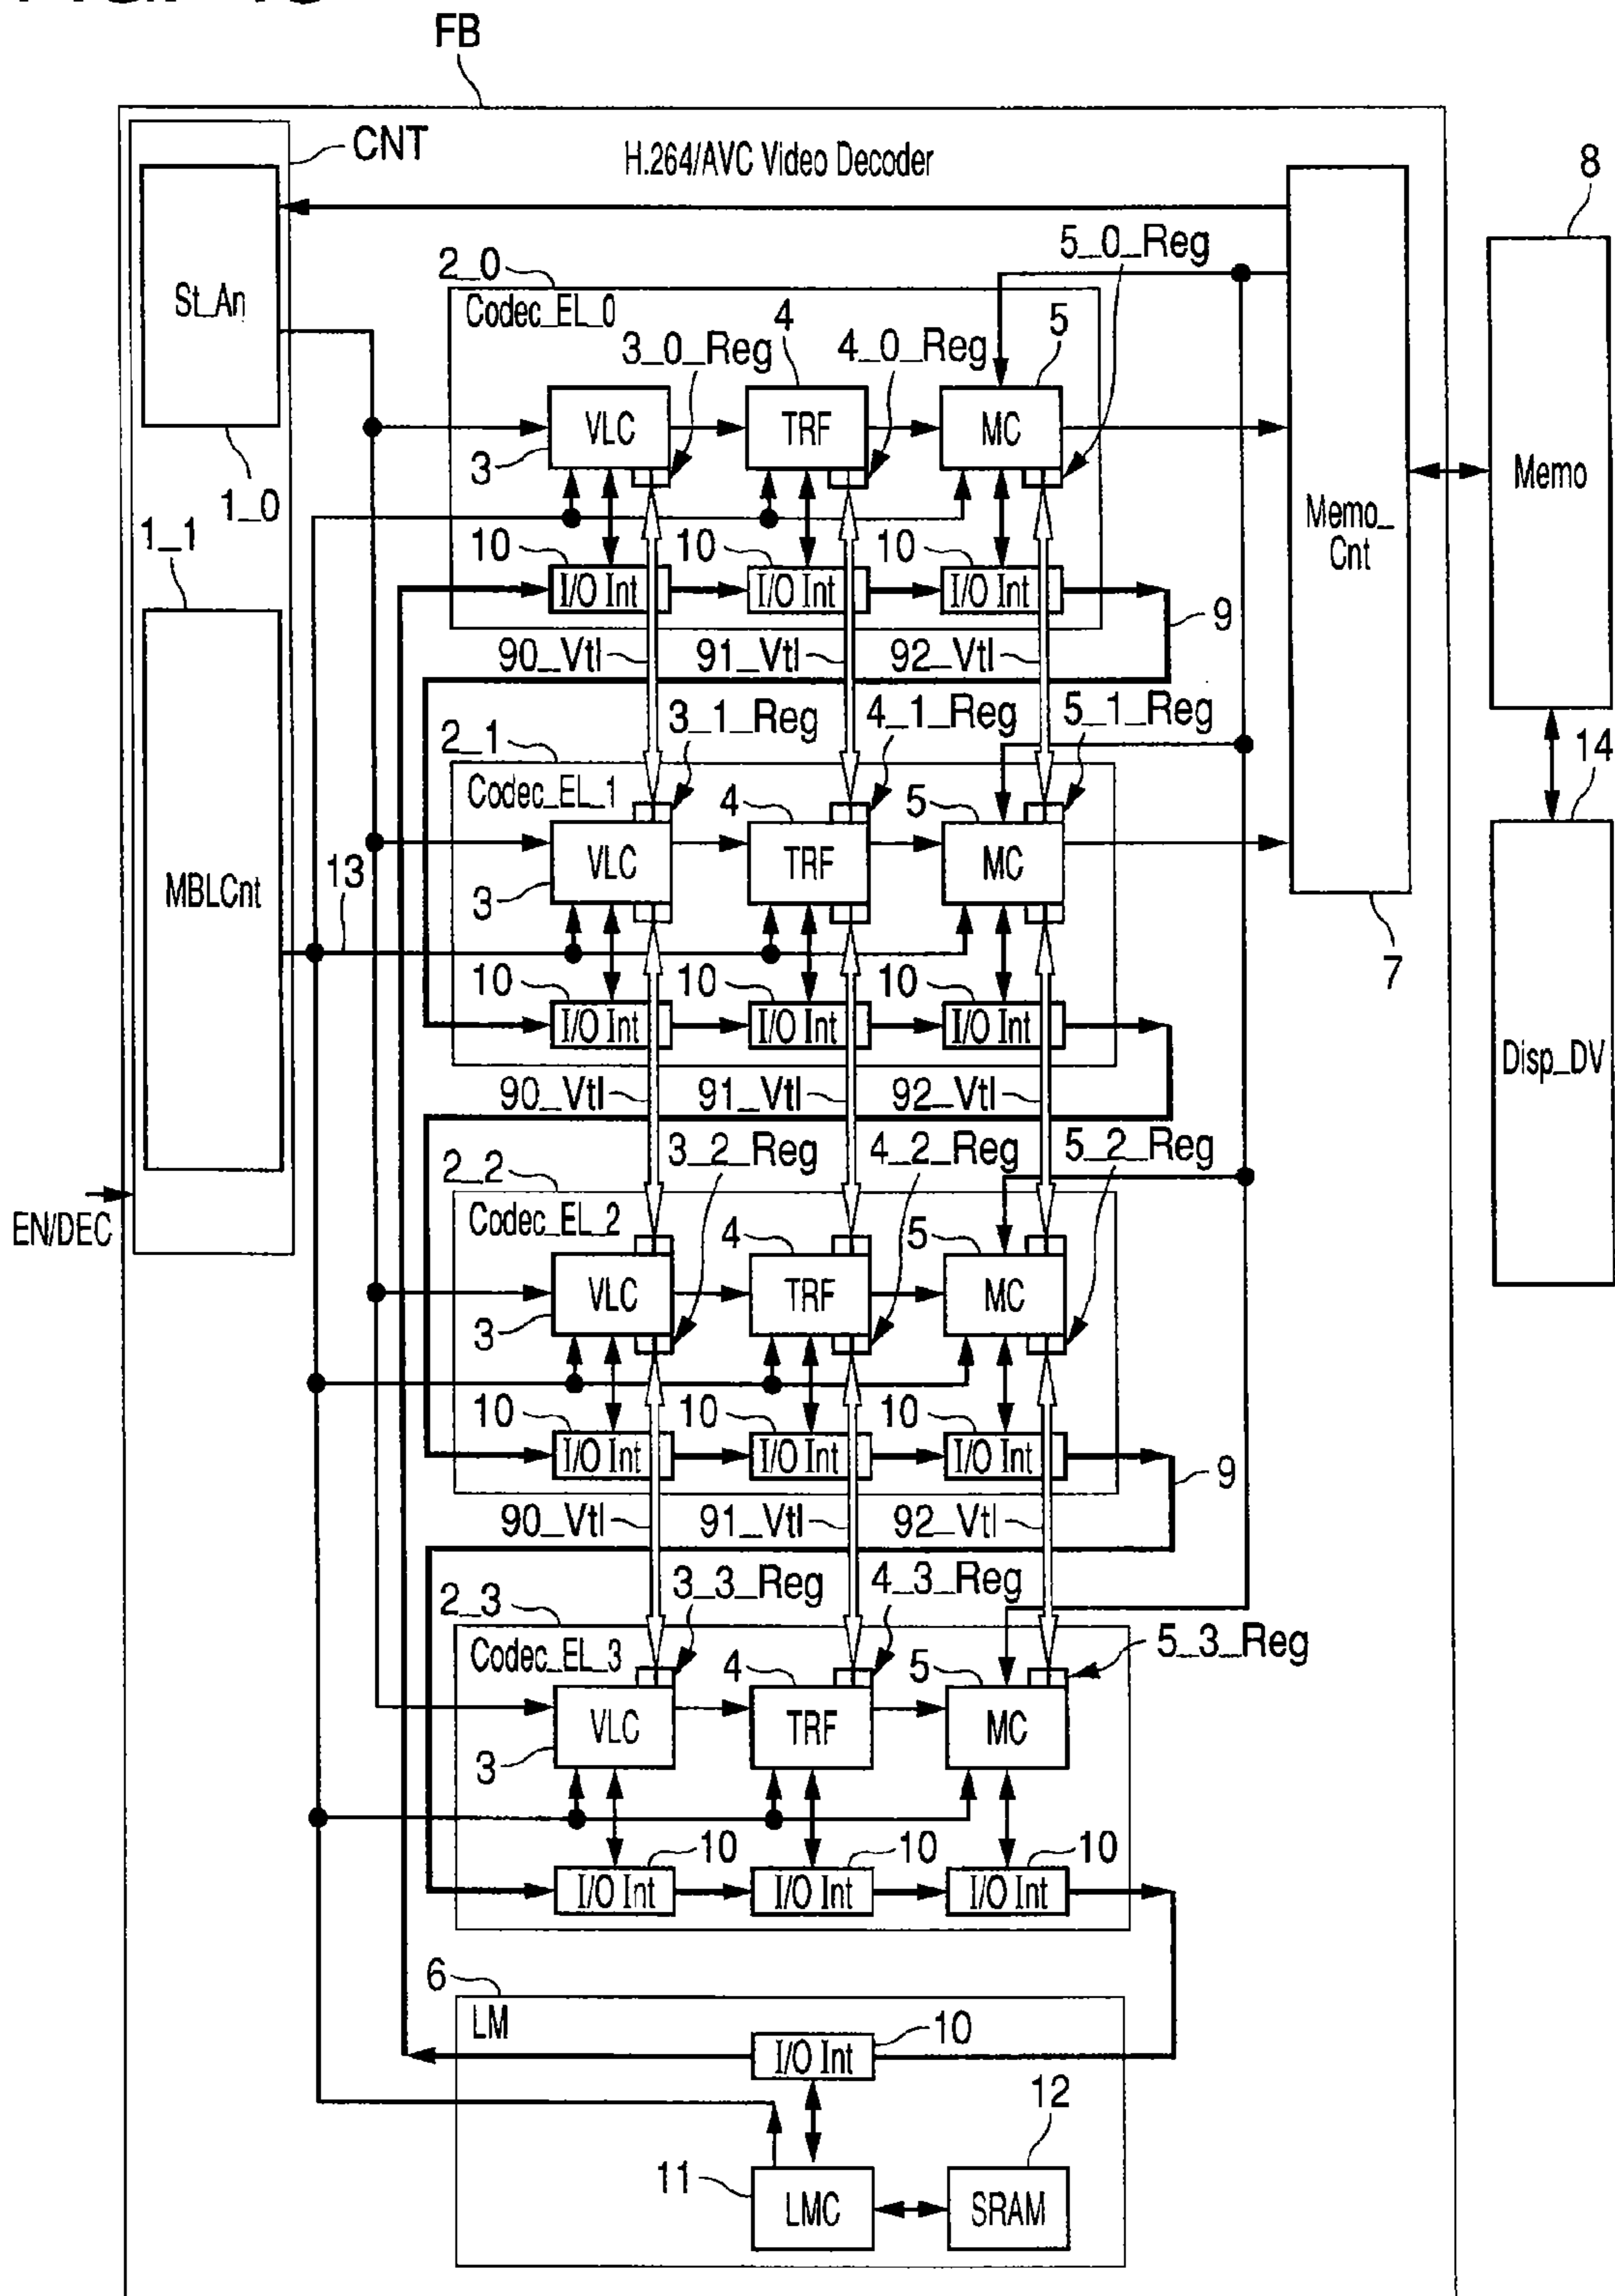 FB
CNT
H.264/AVC Video Decoder
8
St_An
2_0
5_0_Reg
Codec_EL_0
3_0_Reg
4
4_0_Reg
5
VLC
TRF
MC
3
Memo_
Cnt
Memo
1_0
1_1
10
10
10
I/O Int
I/O Int
I/O Int
9
90_Vtl
91_Vtl
92_Vtl
3_1_Reg
4_1_Reg
5_1_Reg
2_1
14
Codec_EL_1
4
5
VLC
TRF
MC
3
MBLCnt
13
7
10
10
10
I/O Int
I/O Int
I/O Int
Disp_DV
90_Vtl
91_Vtl
92_Vtl
3_2_Reg
4_2_Reg
5_2_Reg
2_2
EN/DEC
Codec_EL_2
4
5
VLC
TRF
MC
3
10
10
10
I/O Int
I/O Int
I/O Int
9
90_Vtl
91_Vtl
92_Vtl
3_3_Reg
4_3_Reg
2_3
5_3_Reg
Codec_EL_3
4
5
VLC
TRF
MC
3
10
10
10
I/O Int
I/O Int
I/O Int
6
LM
10
I/O Int
12
11
LMC
SRAM